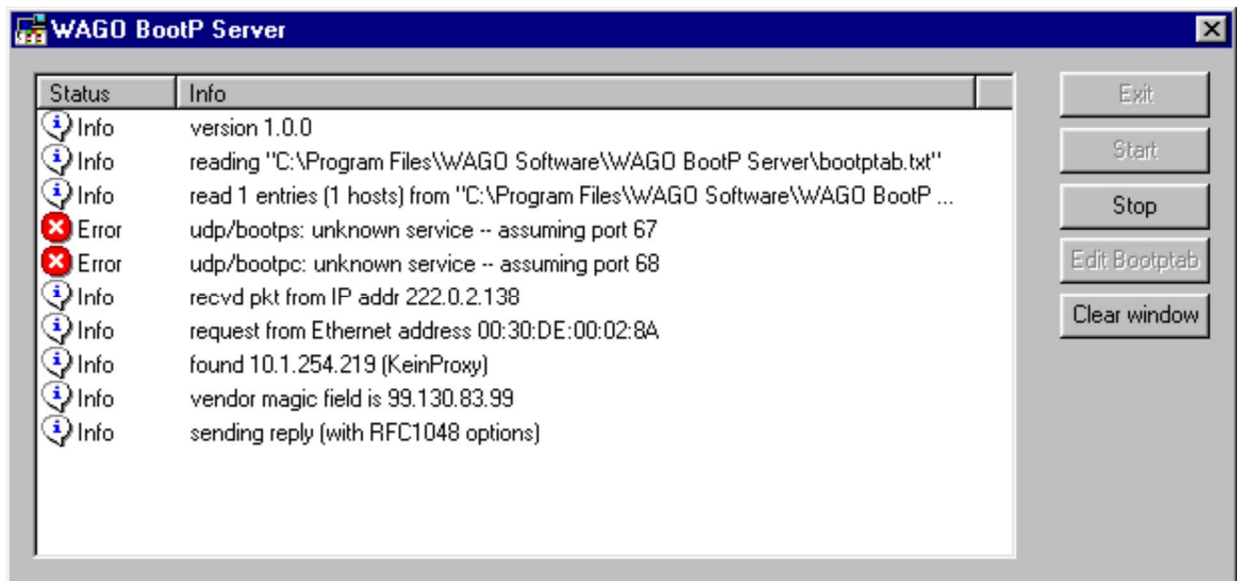 WAGO BootP Server
Status Info
Info version 1.0.0
Info reading "C:\Program Files\WAGO Software\WAGO BootP Server\bootptab.txt"
Info read 1 entries (1 hosts) from "C:\Program Files\WAGO Software\WAGO BootP ...
Error udp/bootps: unknown service -- assuming port 67
Error udp/bootpc: unknown service -- assuming port 68
Info recvd pkt from IP addr 222.0.2.138
Info request from Ethernet address 00:30:DE:00:02:8A
Info found 10.1.254.219 (KeinProxy)
Info vendor magic field is 99.130.83.99
Info sending reply (with RFC1048 options)
Exit
Start
Stop
Edit Bootptab
Clear window